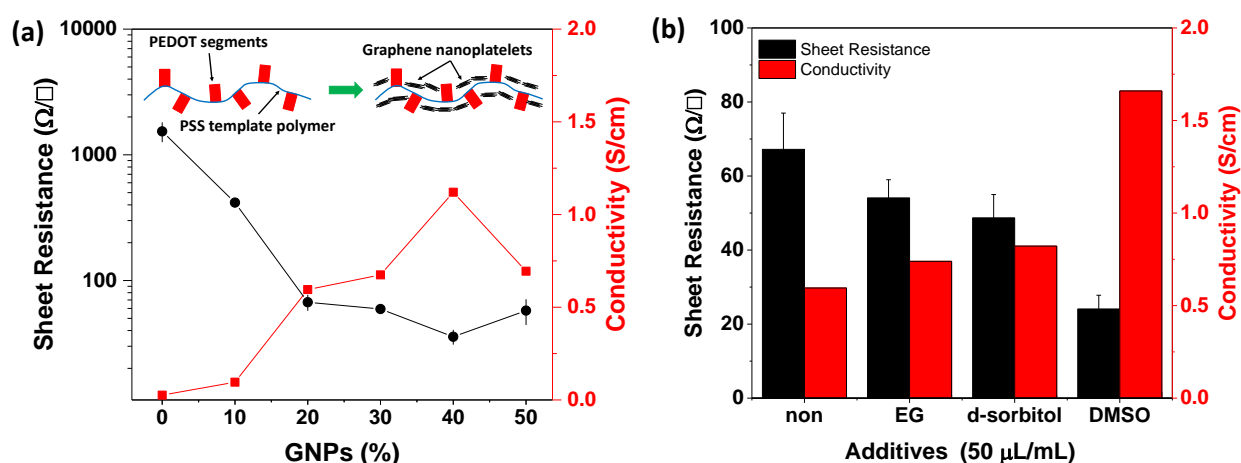 (a)
PEDOT segments
Graphene nanoplatelets
PSS template polymer
Sheet Resistance (Ω/□)
10000
1000
100
Conductivity (S/cm)
2.0
1.5
1.0
0.5
0.0
0 10 20 30 40 50
GNPs (%)
(b)
Sheet Resistance
Conductivity
Sheet Resistance (Ω/□)
100
80
60
40
20
0
Conductivity (S/cm)
2.0
1.5
1.0
0.5
0.0
non EG d-sorbitol DMSO
Additives (50 μL/mL)